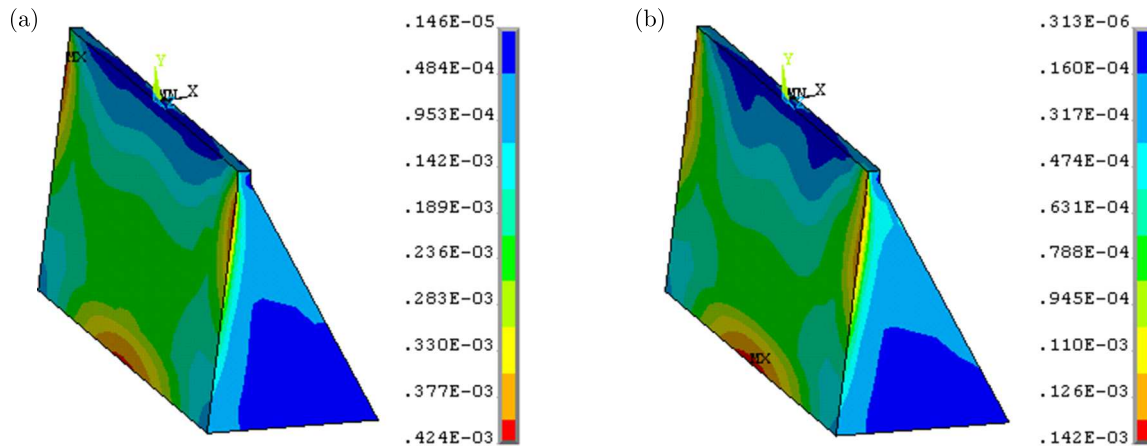 (a)
MX
Y
MN X
.146E-05
.484E-04
.953E-04
.142E-03
.189E-03
.236E-03
.283E-03
.330E-03
.377E-03
.424E-03
(b)
Y
MN X
MX
.313E-06
.160E-04
.317E-04
.474E-04
.631E-04
.788E-04
.945E-04
.110E-03
.126E-03
.142E-03